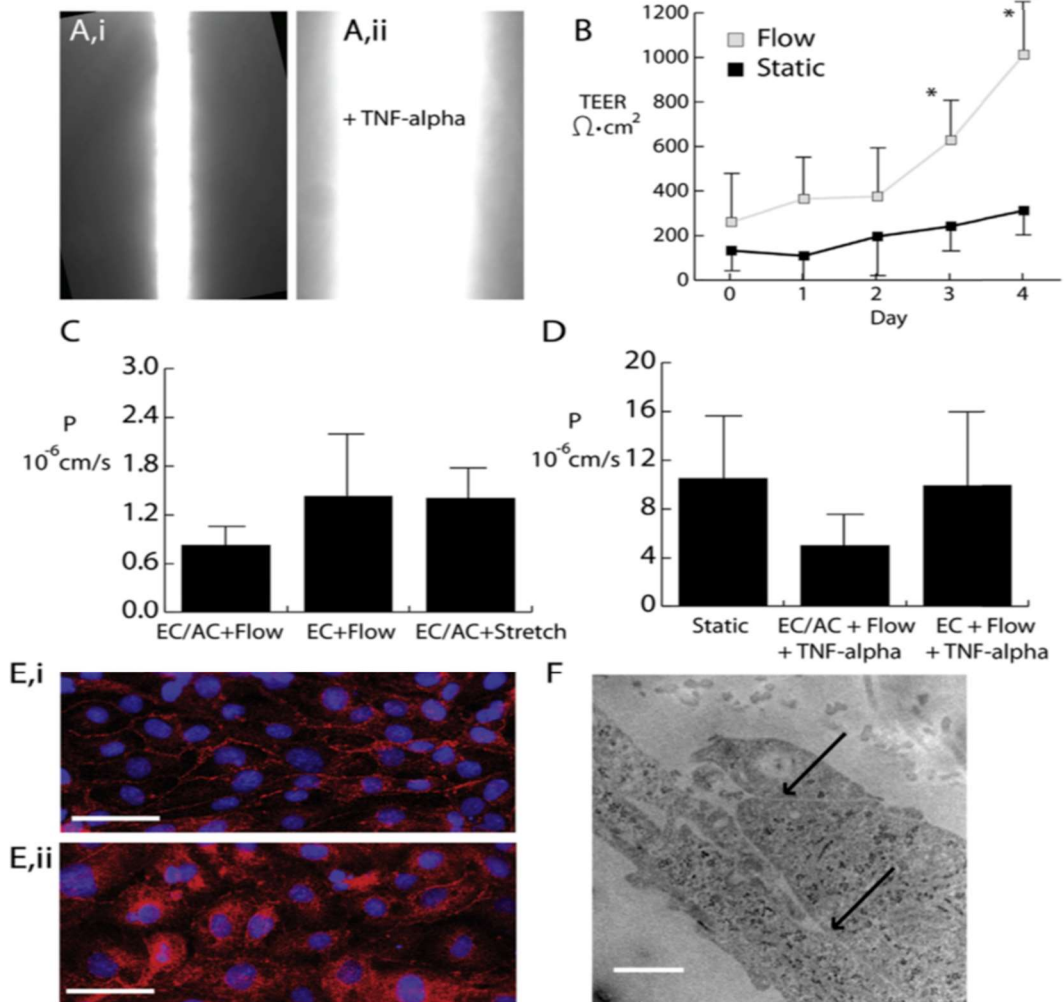 A,i
A,ii
+ TNF-alpha
B
TEER
Ω·cm²
Flow
Static
1200
1000
800
600
400
200
0
*
*
0 1 2 3 4
Day
C
P
10⁻⁶cm/s
3.0
2.4
1.8
1.2
0.6
0.0
EC/AC+Flow EC+Flow EC/AC+Stretch
D
P
10⁻⁶cm/s
20
16
12
8
4
0
Static EC/AC + Flow EC + Flow
+ TNF-alpha + TNF-alpha
E,i
E,ii
F